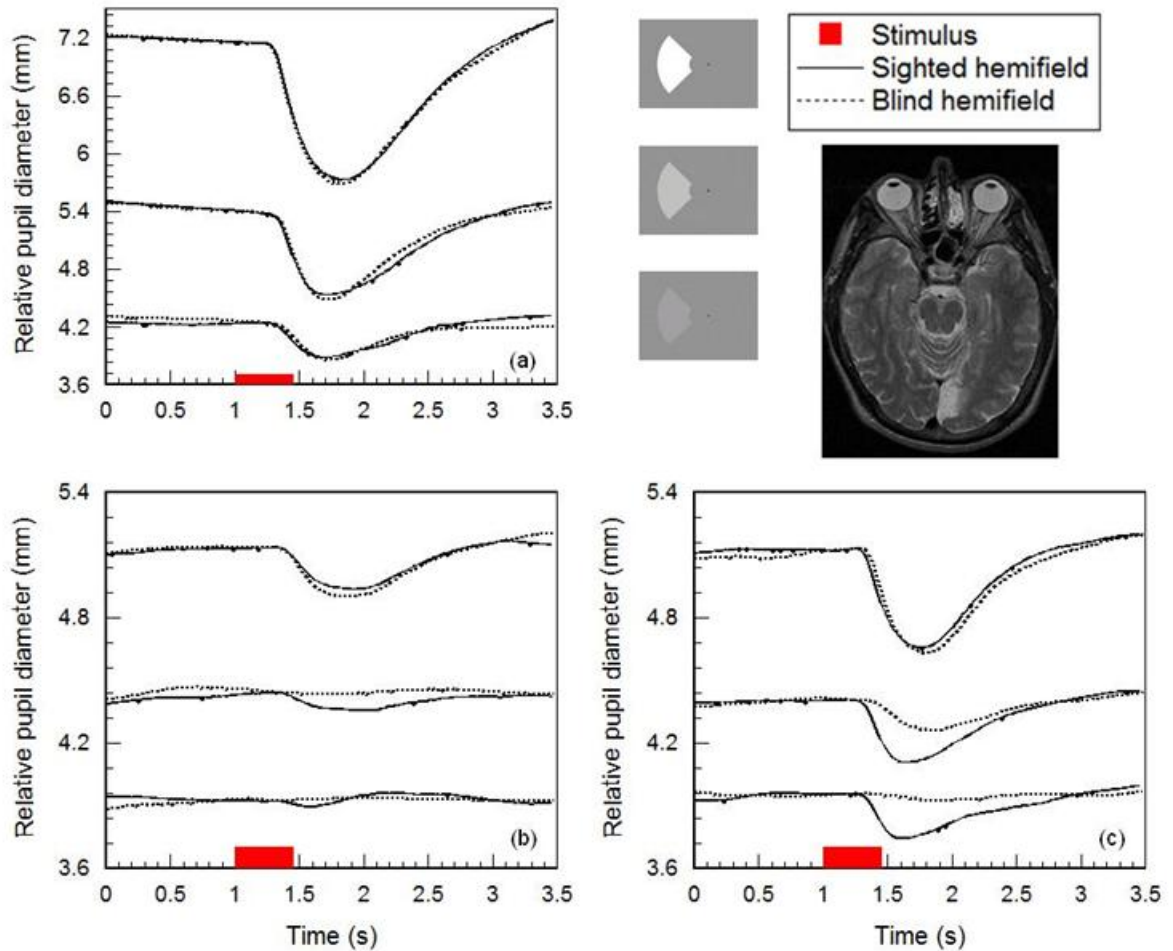 Relative pupil diameter (mm)
7.2
6.6
6
5.4
4.8
4.2
3.6
(a)
0 0.5 1 1.5 2 2.5 3 3.5
Stimulus
Sighted hemifield
Blind hemifield
Relative pupil diameter (mm)
5.4
4.8
4.2
3.6
(b)
0 0.5 1 1.5 2 2.5 3 3.5
Time (s)
Relative pupil diameter (mm)
5.4
4.8
4.2
3.6
(c)
0 0.5 1 1.5 2 2.5 3 3.5
Time (s)